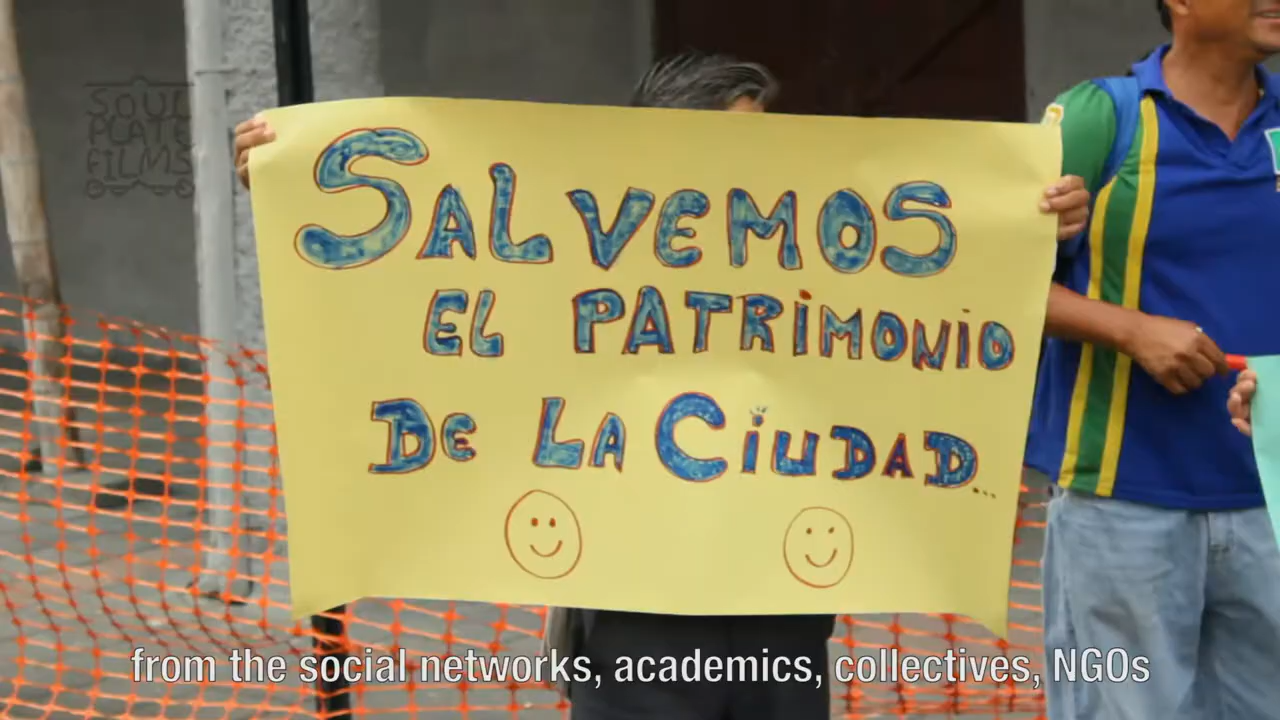 SOUL
PLATE
FILMS
SALVEMOS
EL PATRIMONIO
DE LA CIUDAD...
from the social networks, academics, collectives, NGOs